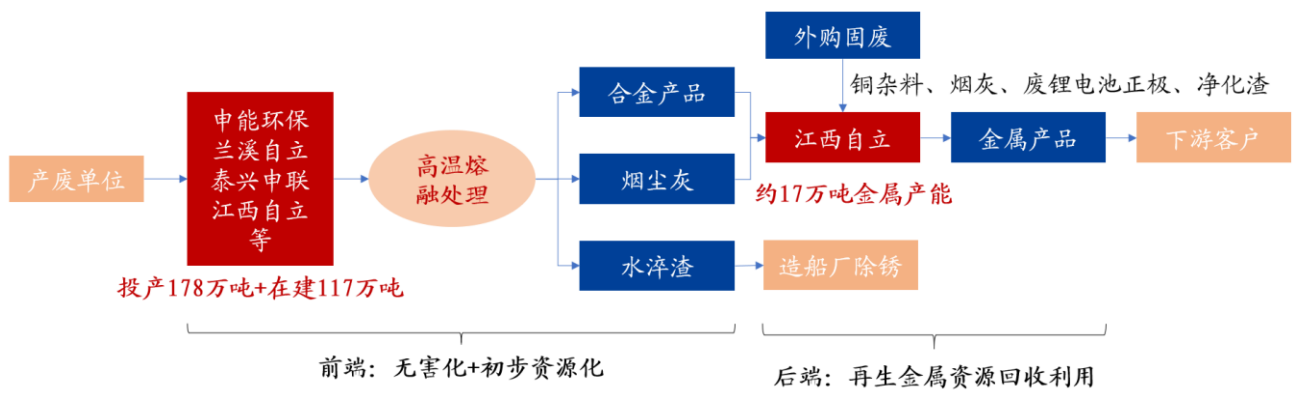 外购固废
铜杂料、烟灰、废锂电池正极、净化渣
产废单位
申能环保
兰溪自立
泰兴申联
江西自立
等
投产178万吨+在建117万吨
高温熔
融处理
合金产品
烟尘灰
水淬渣
江西自立
约17万吨金属产能
金属产品
下游客户
造船厂除锈
前端：无害化+初步资源化
后端：再生金属资源回收利用